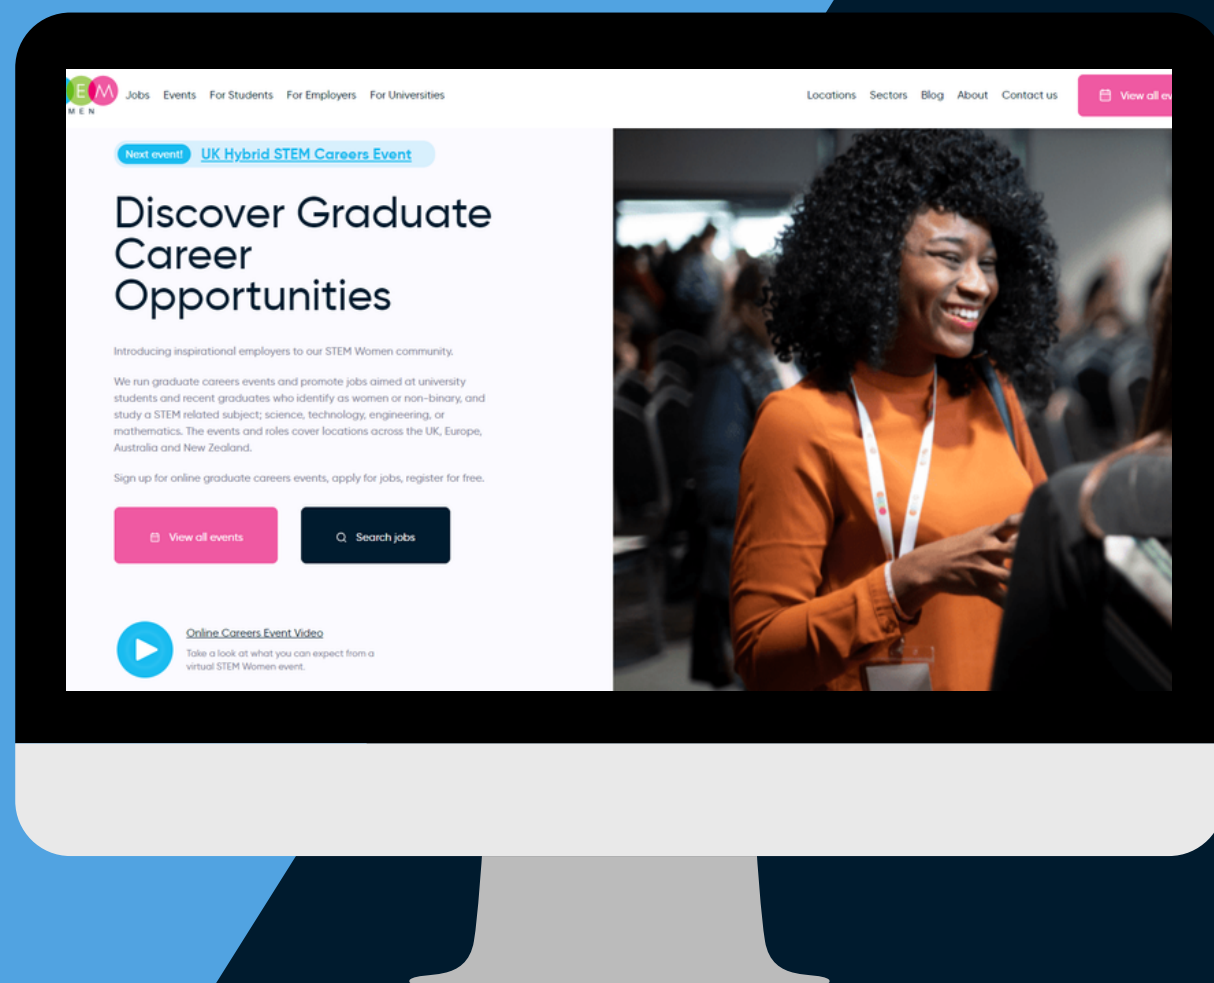 EM
MEN
Jobs Events For Students For Employers For Universities
Locations Sectors Blog About Contact us
View all ev
Next event! UK Hybrid STEM Careers Event
Discover Graduate
Career
Opportunities
Introducing inspirational employers to our STEM Women community.
We run graduate careers events and promote jobs aimed at university
students and recent graduates who identify as women or non-binary, and
study a STEM related subject; science, technology, engineering, or
mathematics. The events and roles cover locations across the UK, Europe,
Australia and New Zealand.
Sign up for online graduate careers events, apply for jobs, register for free.
View all events
Search jobs
Online Careers Event Video
Take a look at what you can expect from a
virtual STEM Women event.